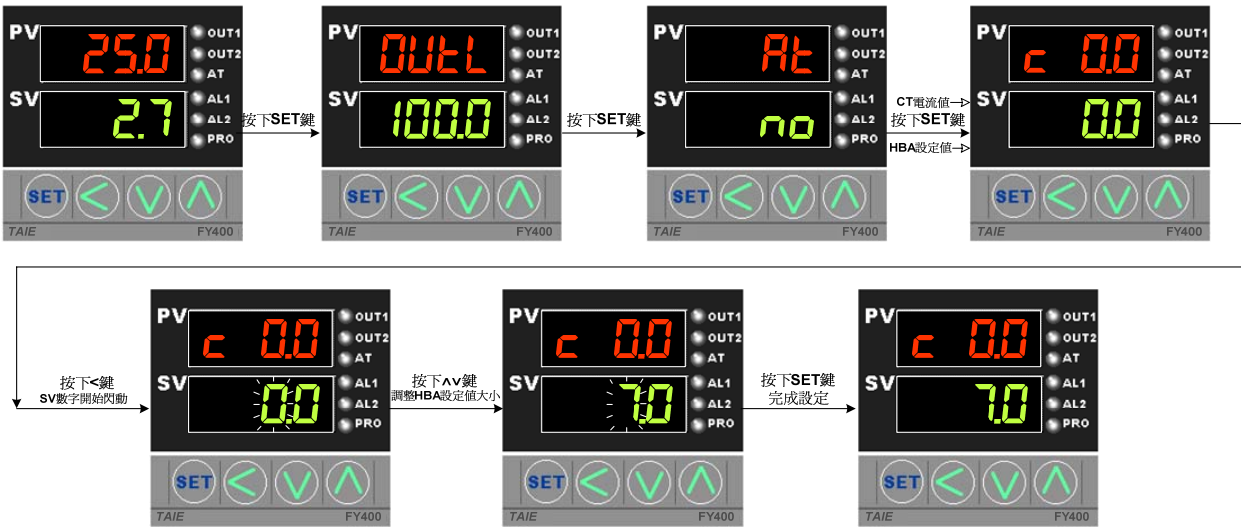 PV 25.0 OUT1
OUT2
AT
SV 2.7 AL1
AL2
PRO
SET < V Λ
TAIE FY400
按下SET鍵
PV OUtL OUT1
OUT2
AT
SV 100.0 AL1
AL2
PRO
SET < V Λ
TAIE FY400
按下SET鍵
PV At OUT1
OUT2
AT
SV no AL1
AL2
PRO
SET < V Λ
TAIE FY400
CT電流值→
按下SET鍵
HBA設定值→
PV c 0.0 OUT1
OUT2
AT
SV 0.0 AL1
AL2
PRO
SET < V Λ
TAIE FY400
按下<鍵
SV數字開始閃動
PV c 0.0 OUT1
OUT2
AT
SV 0.0 AL1
AL2
PRO
SET < V Λ
TAIE FY400
按下∧∨鍵
調整HBA設定值大小
PV c 0.0 OUT1
OUT2
AT
SV 7.0 AL1
AL2
PRO
SET < V Λ
TAIE FY400
按下SET鍵
完成設定
PV c 0.0 OUT1
OUT2
AT
SV 7.0 AL1
AL2
PRO
SET < V Λ
TAIE FY400